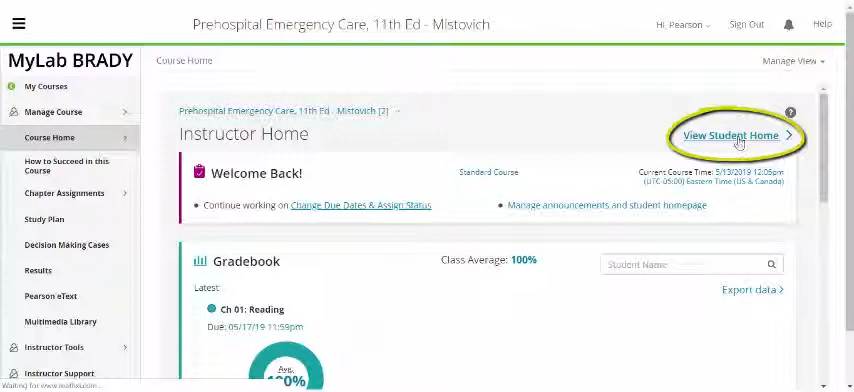 Prehospital Emergency Care, 11th Ed - Mistovich
Hi, Pearson
Sign Out
Help
MyLab BRADY
Course Home
Manage View
My Courses
Manage Course
Course Home
How to Succeed in this
Course
Chapter Assignments
Study Plan
Decision Making Cases
Results
Pearson eText
Multimedia Library
Instructor Tools
Instructor Support
Prehospital Emergency Care, 11th Ed - Mistovich [2]
?
Instructor Home
View Student Home
Welcome Back!
Standard Course
Current Course Time: 5/13/2019 12:05pm
(UTC-05:00) Eastern Time (US & Canada)
• Continue working on Change Due Dates & Assign Status
• Manage announcements and student homepage
Gradebook
Class Average: 100%
Student Name
Latest:
Export data
Ch 01: Reading
Due: 05/17/19 11:59pm
Avg.
100%
Waiting for